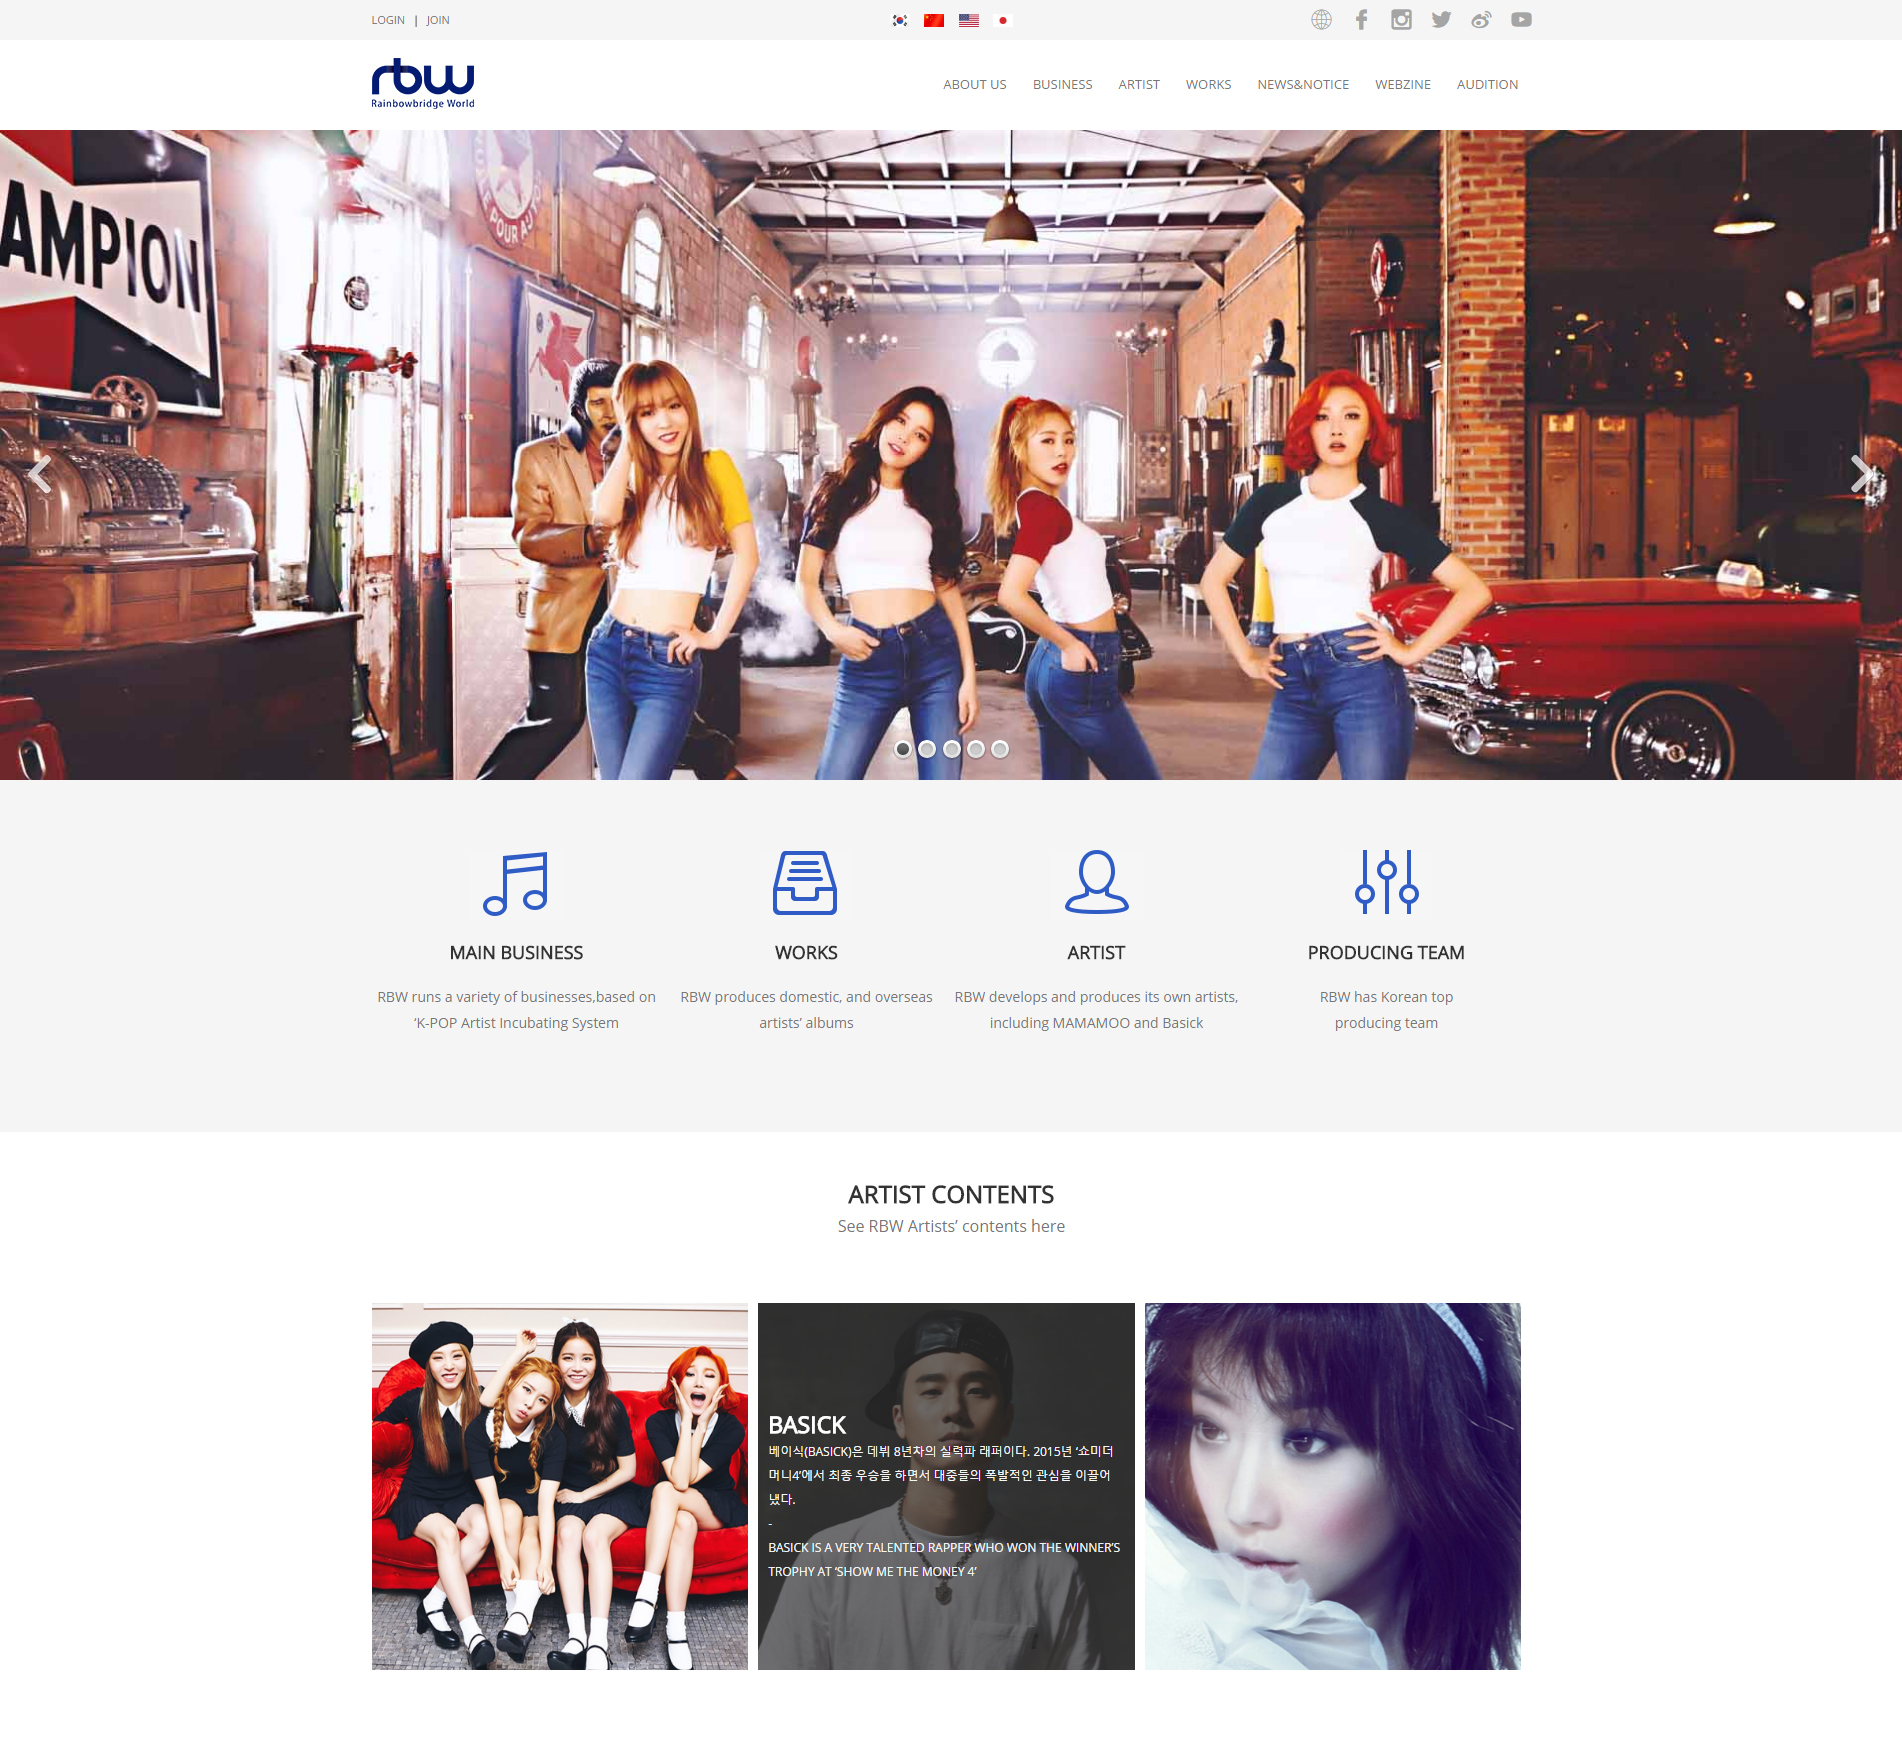 LOGIN | JOIN
rbw
Rainbowbridge World
ABOUT US BUSINESS ARTIST WORKS NEWS&NOTICE WEBZINE AUDITION
AMPION
POUR A
MAIN BUSINESS
RBW runs a variety of businesses,based on
‘K-POP Artist Incubating System
WORKS
RBW produces domestic, and overseas
artists’ albums
ARTIST
RBW develops and produces its own artists,
including MAMAMOO and Basick
PRODUCING TEAM
RBW has Korean top
producing team
ARTIST CONTENTS
See RBW Artists’ contents here
BASICK
베이식(BASICK)은 데뷔 8년차의 실력파 래퍼이다. 2015년 ‘쇼미더
머니4’에서 최종 우승을 하면서 대중들의 폭발적인 관심을 이끌어
냈다.
-
BASICK IS A VERY TALENTED RAPPER WHO WON THE WINNER’S
TROPHY AT ‘SHOW ME THE MONEY 4’